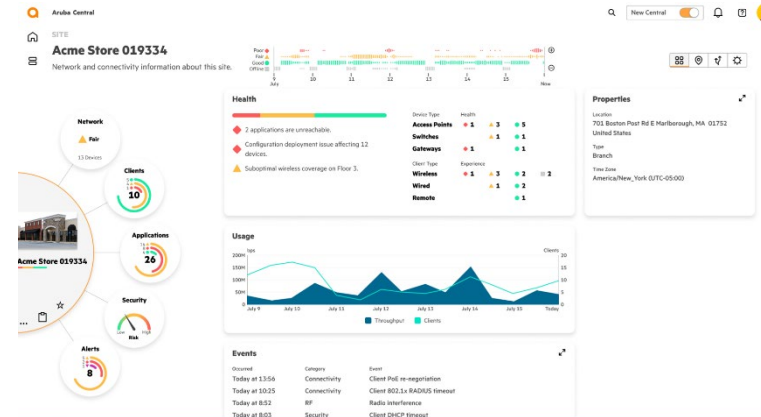 Aruba Central
New Central
SITE
Acme Store 019334
Network and connectivity information about this site.
Poor
Fair
Good
Offline
9 10 11 12 13 14 15
July Now
Network
Fair
13 Devices
Clients
10
Applications
26
Acme Store 019334
Security
Low High
Risk
Alerts
8
Health
2 applications are unreachable.
Configuration deployment issue affecting 12
devices.
Suboptimal wireless coverage on Floor 3.
Device Type Health
Access Points 1 3 5
Switches 1 1
Gateways 1 1
Client Type Experience
Wireless 1 3 2 2
Wired 1 2
Remote 1
Properties
Location
701 Boston Post Rd E Marlborough, MA 01752
United States
Type
Branch
Time Zone
America/New_York (UTC-05:00)
Usage
bps Clients
200M 20
150M 15
100M 10
50M 5
0 0
July 9 July 10 July 11 July 12 July 13 July 14 July 15 Today
Throughput Clients
Events
Occurred Category Event
Today at 13:56 Connectivity Client PoE re-negotiation
Today at 10:25 Connectivity Client 802.1x RADIUS timeout
Today at 8:52 RF Radio interference
Today at 8:03 Security Client DHCP timeout